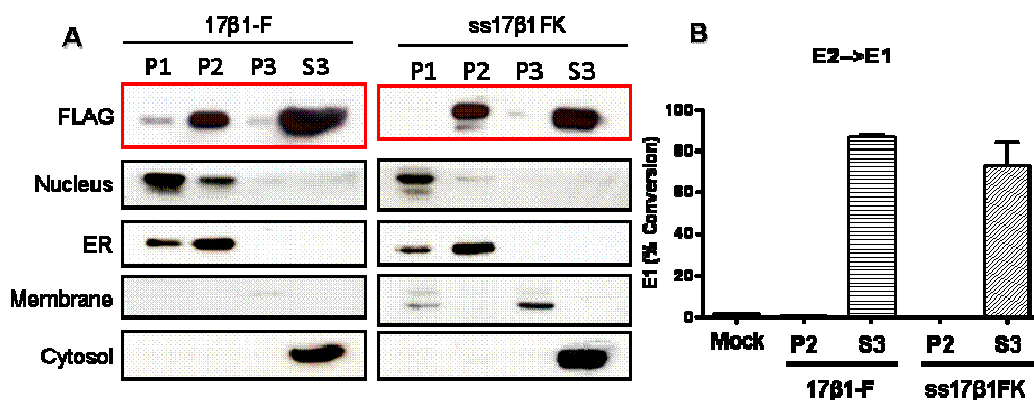 A
17β1-F
ss17β1FK
P1 P2 P3 S3
P1 P2 P3 S3
FLAG
Nucleus
ER
Membrane
Cytosol
B
E2-->E1
E1 (% Conversion)
100
80
60
40
20
0
Mock P2 S3 P2 S3
17β1-F ss17β1FK